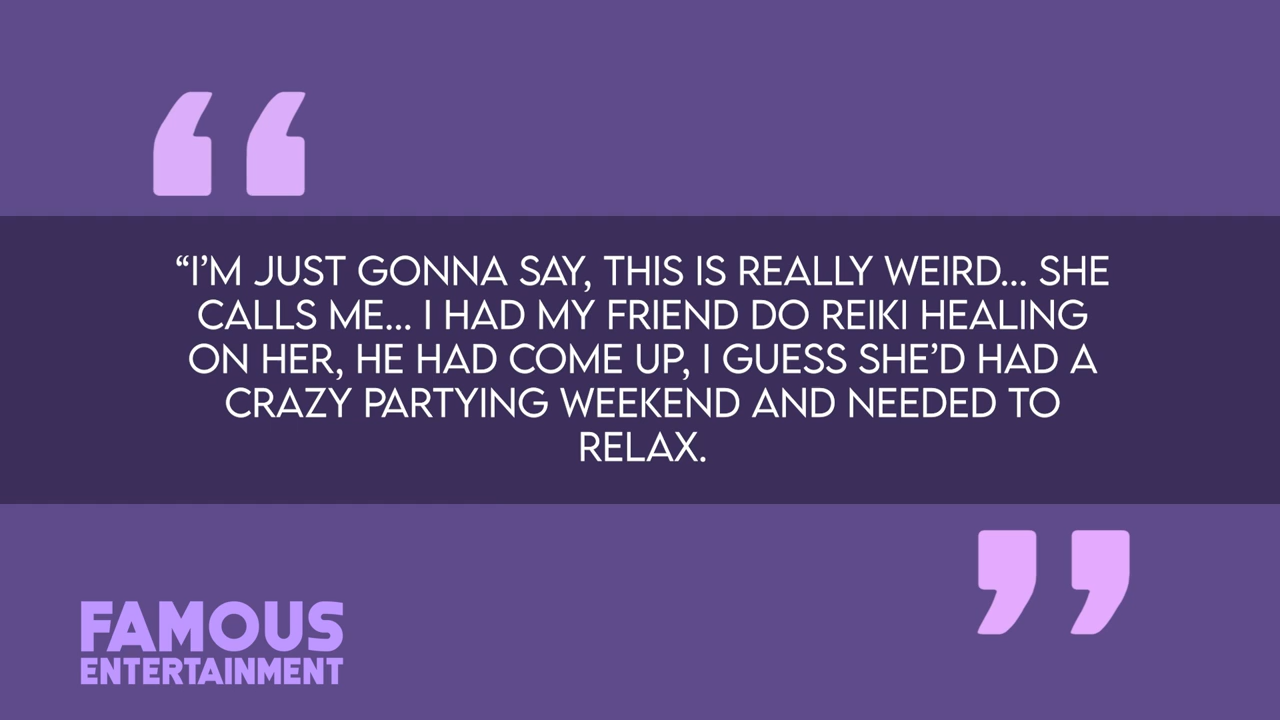 “I’M JUST GONNA SAY, THIS IS REALLY WEIRD... SHE
CALLS ME... I HAD MY FRIEND DO REIKI HEALING
ON HER, HE HAD COME UP, I GUESS SHE’D HAD A
CRAZY PARTYING WEEKEND AND NEEDED TO
RELAX.
FAMOUS
ENTERTAINMENT